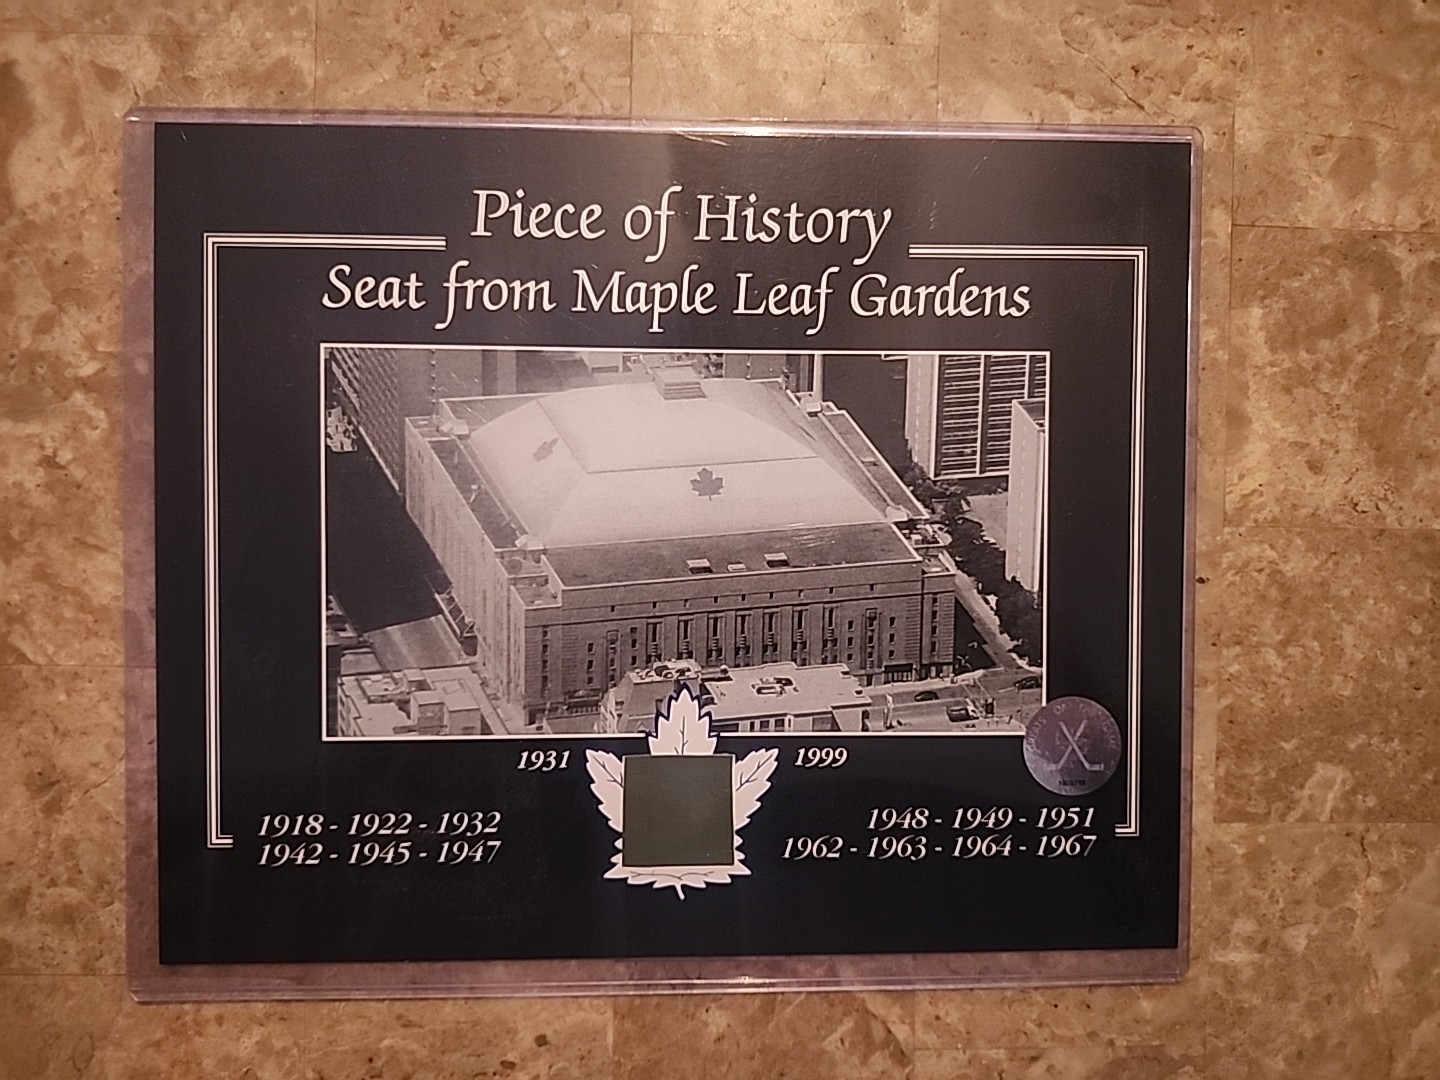 Piece of History
Seat from Maple Leaf Gardens
1931
1999
1918 - 1922 - 1932
1942 - 1945 - 1947
1948 - 1949 - 1951
1962 - 1963 - 1964 - 1967